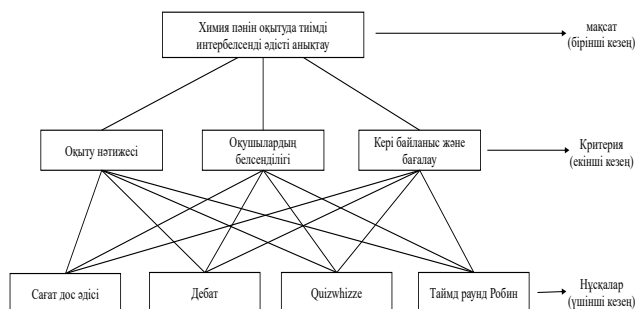 Химия пәнін оқытуда тиімді
интербелсенді әдісті анықтау
мақсат
(бірінші кезең)
Оқыту нәтижесі
Оқушылардың
белсенділігі
Кері байланыс және
бағалау
Критерия
(екінші кезең)
Сағат дос әдісі
Дебат
Quizwhizze
Таймд раунд Робин
Нұсқалар
(үшінші кезең)